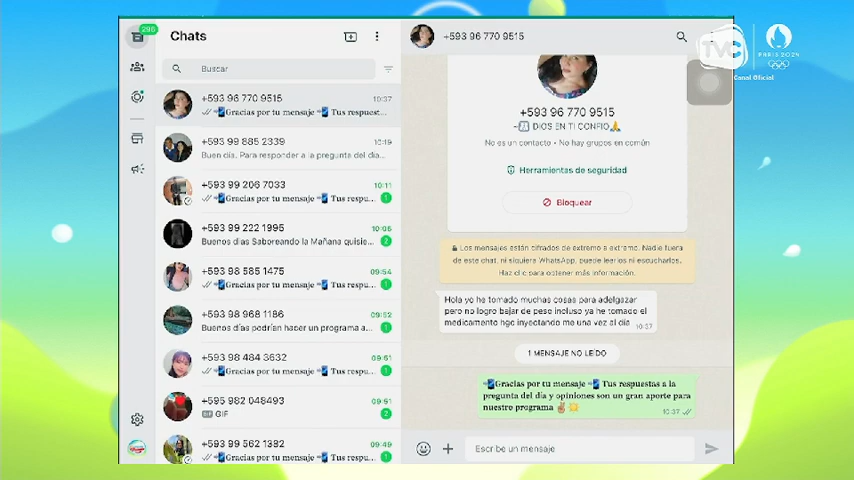 296
Chats
Buscar
+593 96 770 9515
10:37
Gracias por tu mensaje Tus respuest...
+593 99 885 2339
10:19
Buen día. Para responder a la pregunta del día...
+593 99 206 7033
10:11
Gracias por tu mensaje Tus respu...
1
+593 99 222 1995
10:05
Buenos días Saboreando la Mañana quisie...
2
+593 98 585 1475
09:54
Gracias por tu mensaje Tus respu...
1
+593 98 968 1186
09:52
Buenos días podrían hacer un programa a...
1
+593 98 484 3632
09:51
Gracias por tu mensaje Tus respu...
1
+595 982 048493
09:51
GIF
2
+593 99 562 1382
09:49
Gracias por tu mensaje Tus respu...
1
+593 96 770 9515
+593 96 770 9515
DIOS EN TI CONFIO
No es un contacto • No hay grupos en común
Herramientas de seguridad
Bloquear
Los mensajes están cifrados de extremo a extremo. Nadie fuera
de este chat, ni siquiera WhatsApp, puede leerlos ni escucharlos.
Haz clic para obtener más información.
Hola yo he tomado muchas cosas para adelgazar
pero no logro bajar de peso incluso ya he tomado el
medicamento hgc inyectando me una vez al día
10:37
1 MENSAJE NO LEÍDO
Gracias por tu mensaje Tus respuestas a la
pregunta del día y opiniones son un gran aporte para
nuestro programa
10:37
Escribe un mensaje
TVC
PARIS 2024
Canal Oficial